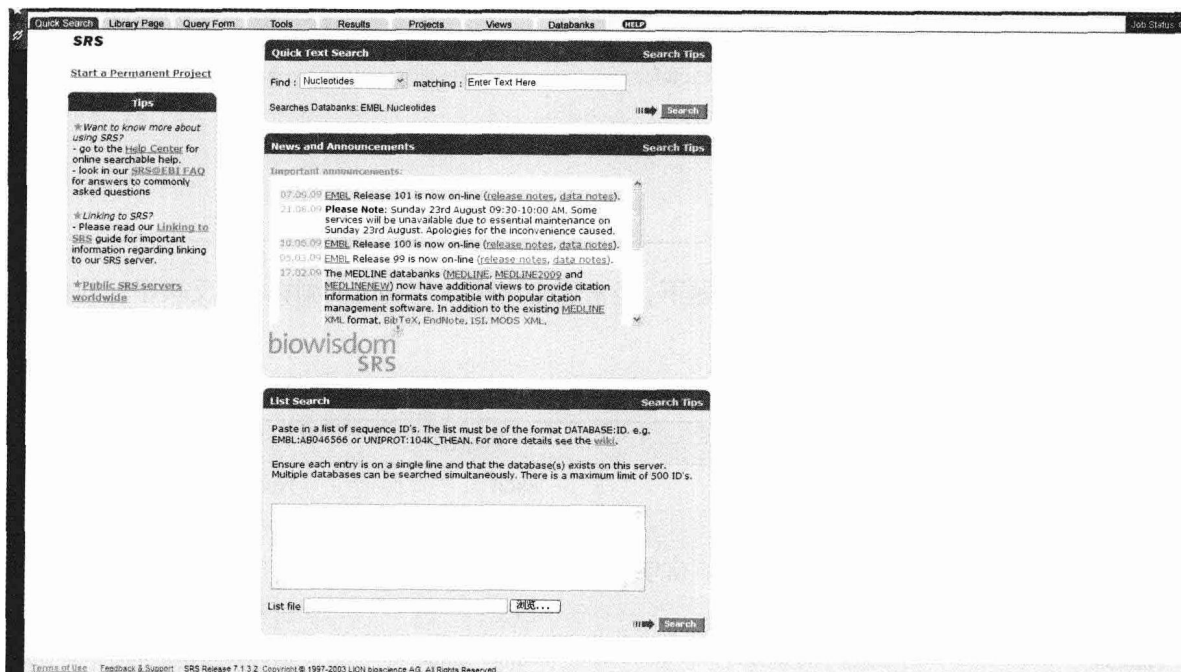 Quick Search Library Page Query Form Tools Results Projects Views Databanks HELP Job Status
SRS
Start a Permanent Project
Tips
*Want to know more about
using SRS?
- go to the Help Center for
online searchable help.
- look in our SRS@EBI FAQ
for answers to commonly
asked questions
*Linking to SRS?
- Please read our Linking to
SRS guide for important
information regarding linking
to our SRS server.
*Public SRS servers
worldwide
Quick Text Search Search Tips
Find : Nucleotides matching : Enter Text Here
Searches Databanks: EMBL Nucleotides Search
News and Announcements Search Tips
Important announcements:
07.09.09 EMBL Release 101 is now on-line (release notes, data notes).
21.08.09 Please Note: Sunday 23rd August 09:30-10:00 AM. Some
services will be unavailable due to essential maintenance on
Sunday 23rd August. Apologies for the inconvenience caused.
10.06.09 EMBL Release 100 is now on-line (release notes, data notes).
05.03.09 EMBL Release 99 is now on-line (release notes, data notes).
17.02.09 The MEDLINE databanks (MEDLINE, MEDLINE2009 and
MEDLINENEW) now have additional views to provide citation
information in formats compatible with popular citation
management software. In addition to the existing MEDLINE
XML format, BibTeX, EndNote, ISI, MODS XML,
biowisdom
SRS
List Search Search Tips
Paste in a list of sequence ID's. The list must be of the format DATABASE:ID. e.g.
EMBL:AB046566 or UNIPROT:104K_THEAN. For more details see the wiki.
Ensure each entry is on a single line and that the database(s) exists on this server.
Multiple databases can be searched simultaneously. There is a maximum limit of 500 ID's.
List file 浏览...
Search
Terms of Use Feedback & Support SRS Release 7.1.3.2 Copyright © 1997-2003 LION bioscience AG. All Rights Reserved.